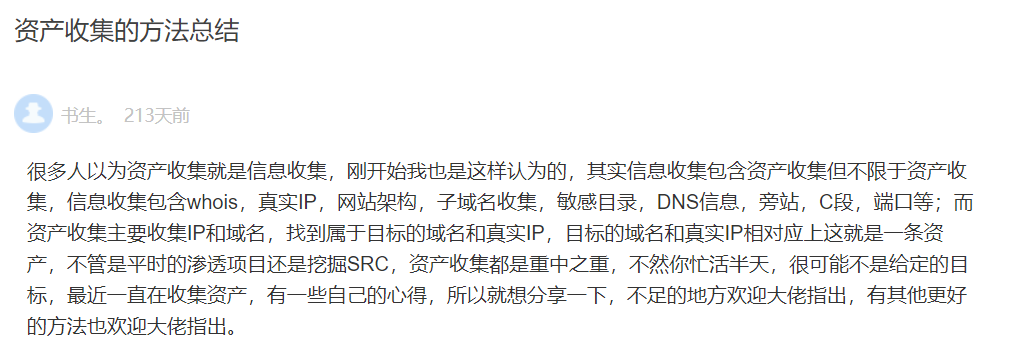 资产收集的方法总结
书生。 213天前
很多人以为资产收集就是信息收集，刚开始我也是这样认为的，其实信息收集包含资产收集但不限于资产收
集，信息收集包含whois，真实IP，网站架构，子域名收集，敏感目录，DNS信息，旁站，C段，端口等；而
资产收集主要收集IP和域名，找到属于目标的域名和真实IP，目标的域名和真实IP相对应上这就是一条资
产，不管是平时的渗透项目还是挖掘SRC，资产收集都是重中之重，不然你忙活半天，很可能不是给定的目
标，最近一直在收集资产，有一些自己的心得，所以就想分享一下，不足的地方欢迎大佬指出，有其他更好
的方法也欢迎大佬指出。